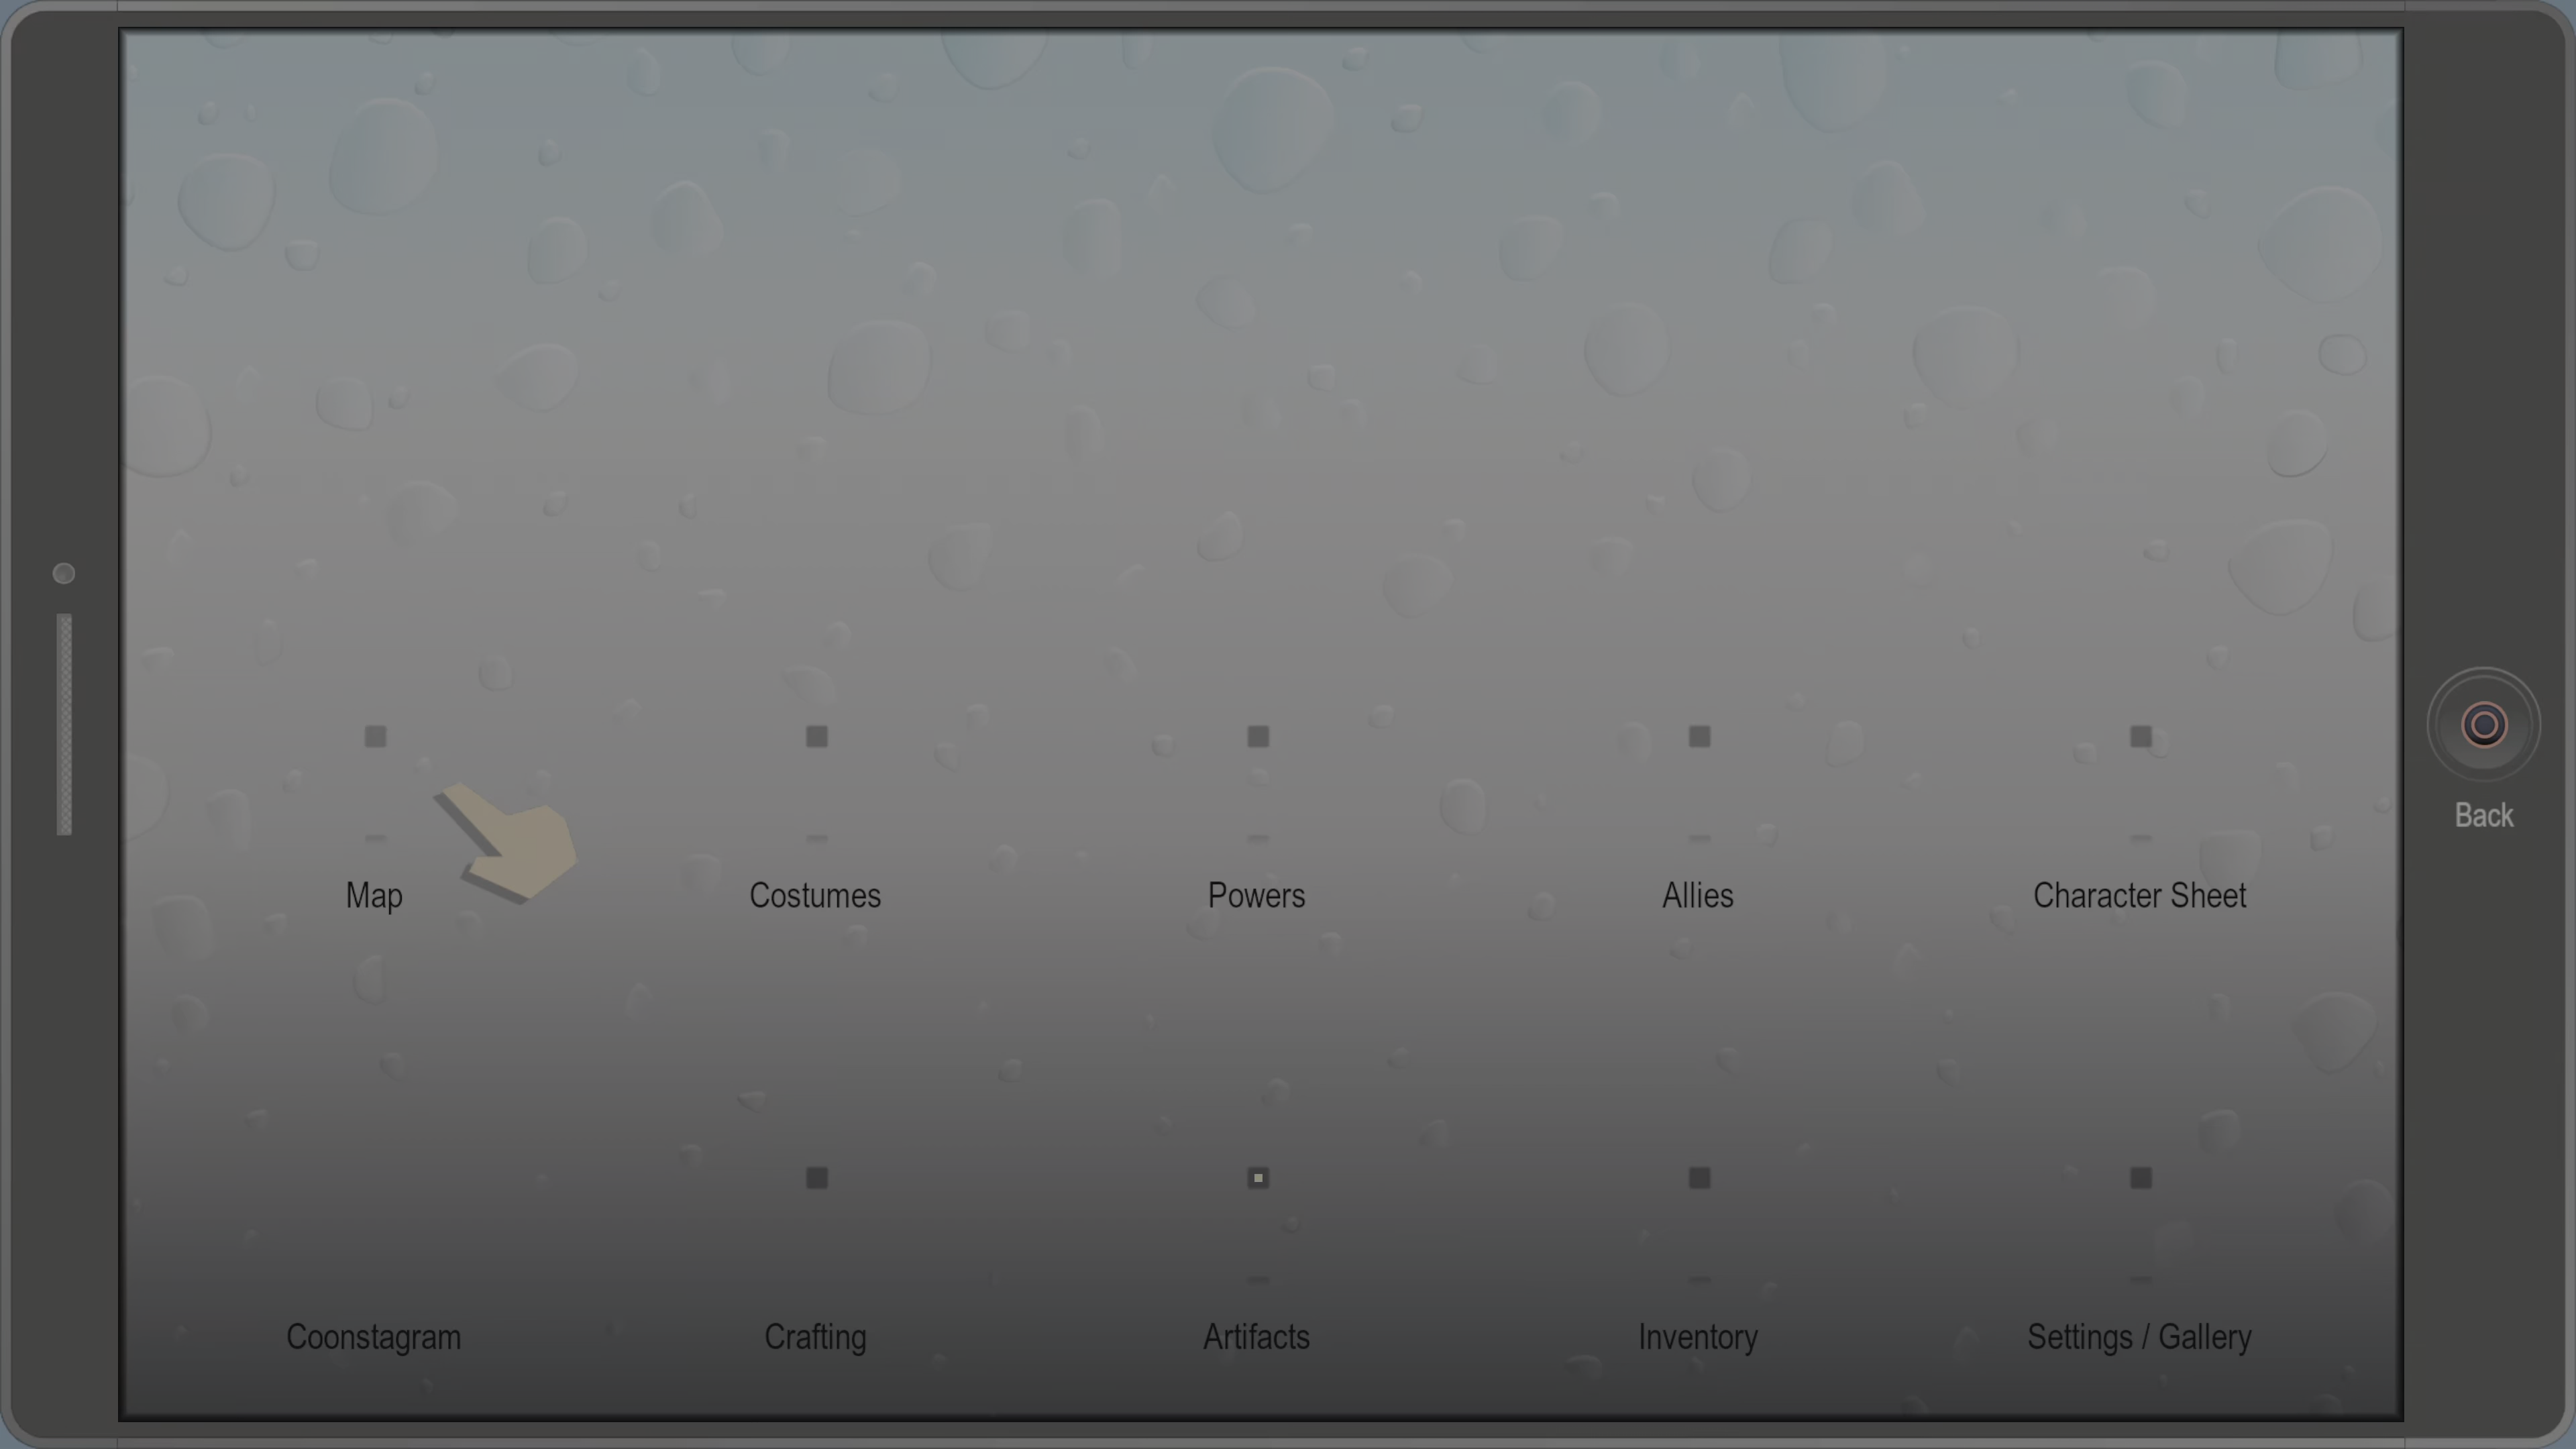 Back
Map
Costumes
Powers
Allies
Character Sheet
Coonstagram
Crafting
Artifacts
Inventory
Settings / Gallery